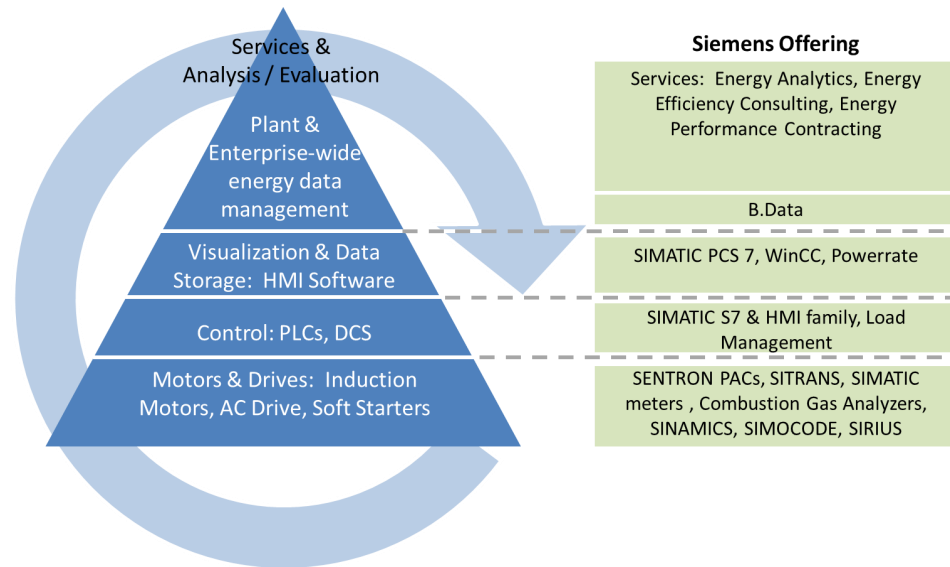 Services &
Analysis / Evaluation
Plant &
Enterprise-wide
energy data
management
Visualization & Data
Storage:  HMI Software
Control: PLCs, DCS
Motors & Drives:  Induction
Motors, AC Drive, Soft Starters
Siemens Offering
Services:  Energy Analytics, Energy
Efficiency Consulting, Energy
Performance Contracting
B.Data
SIMATIC PCS 7, WinCC, Powerrate
SIMATIC S7 & HMI family, Load
Management
SENTRON PACs, SITRANS, SIMATIC
meters , Combustion Gas Analyzers,
SINAMICS, SIMOCODE, SIRIUS